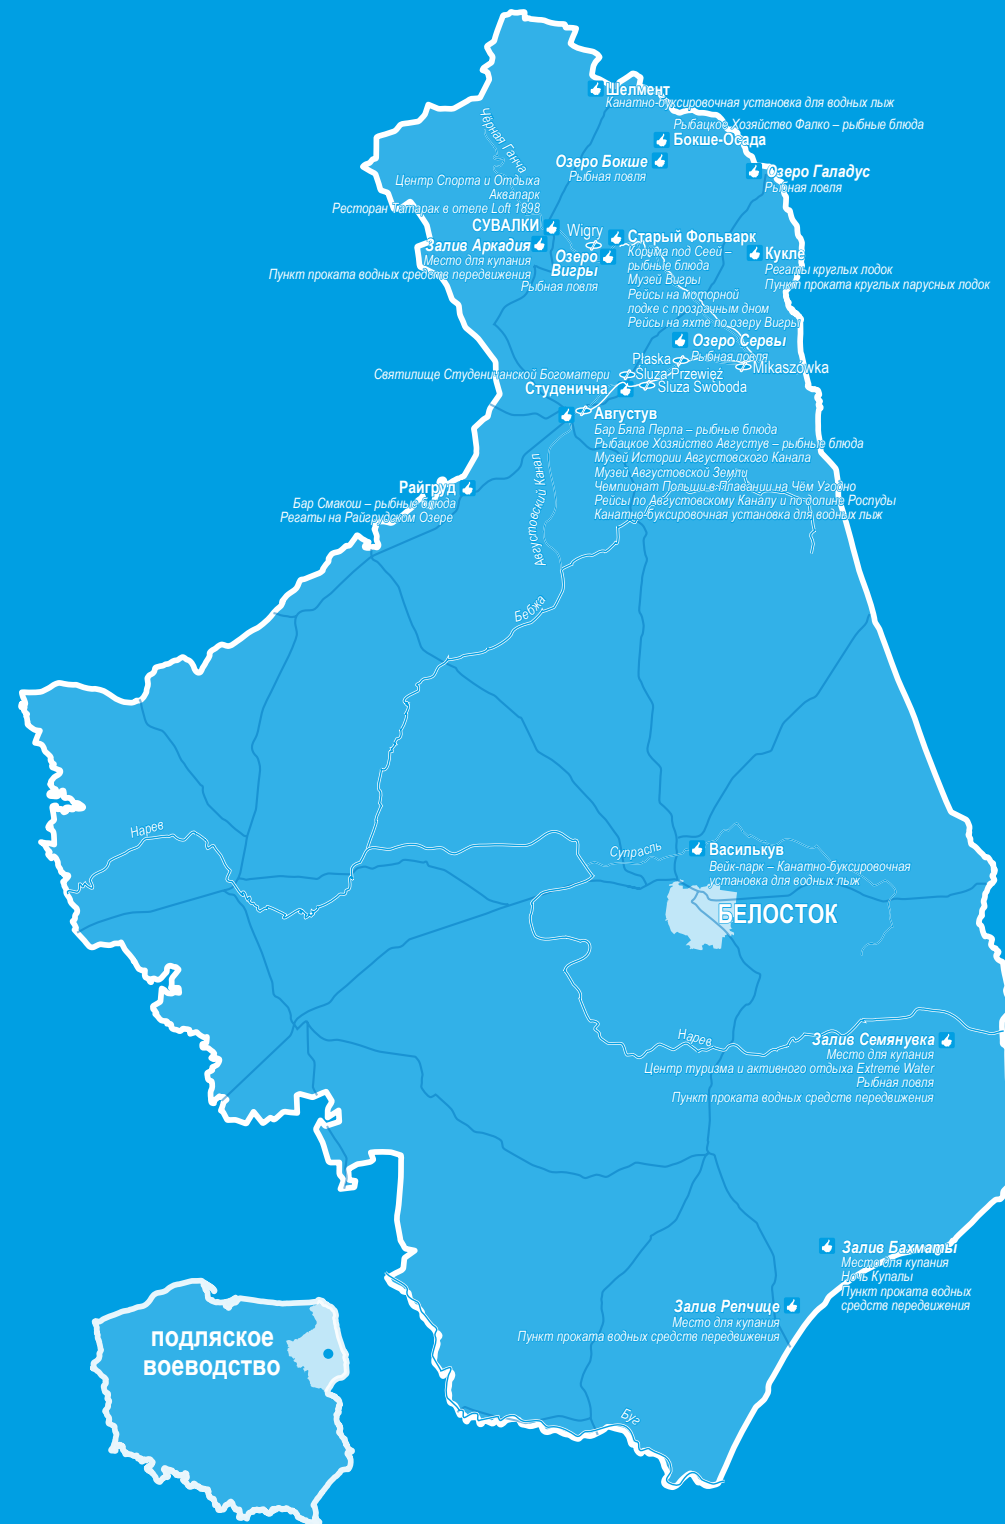 Шелмент
Канатно-буксировочная установка для водных лыж
Рыбацкое Хозяйство Фалко – рыбные блюда
Бокше-Осада
Чёрная Ганча
Озеро Бокше
Рыбная ловля
Озеро Галадус
Рыбная ловля
Центр Спорта и Отдыха
Аквапарк
Ресторан Татарак в отеле Loft 1898
СУВАЛКИ
Залив Аркадия
Место для купания
Пункт проката водных средств передвижения
Wigry
Озеро
Вигры
Рыбная ловля
Старый Фольварк
Корчма под Сеей –
рыбные блюда
Музей Вигры
Рейсы на моторной
лодке с прозрачным дном
Рейсы на яхте по озеру Вигры
Кукле
Регаты круглых лодок
Пункт проката круглых парусных лодок
Озеро Сервы
Рыбная ловля
Płaska
Mikaszówka
Śluza Przewięź
Śluza Swoboda
Святилище Студеничанской Богоматери
Студенична
Августув
Бар Бяла Перла – рыбные блюда
Рыбацкое Хозяйство Августув – рыбные блюда
Музей Истории Августовского Канала
Музей Августовской Земли
Чемпионат Польши в Плавании на Чём Угодно
Рейсы по Августовскому Каналу и по долине Роспуды
Канатно-буксировочная установка для водных лыж
Райгруд
Бар Смакош – рыбные блюда
Регаты на Райгрудском Озере
Августовский Канал
Бебжа
Нарев
Супрасль
Василькув
Вейк-парк – Канатно-буксировочная
установка для водных лыж
БЕЛОСТОК
Нарев
Залив Семянувка
Место для купания
Центр туризма и активного отдыха Extreme Water
Рыбная ловля
Пункт проката водных средств передвижения
Залив Бахматы
Место для купания
Ночь Купалы
Пункт проката водных
средств передвижения
Залив Репчице
Место для купания
Пункт проката водных средств передвижения
Буг
подляское
воеводство